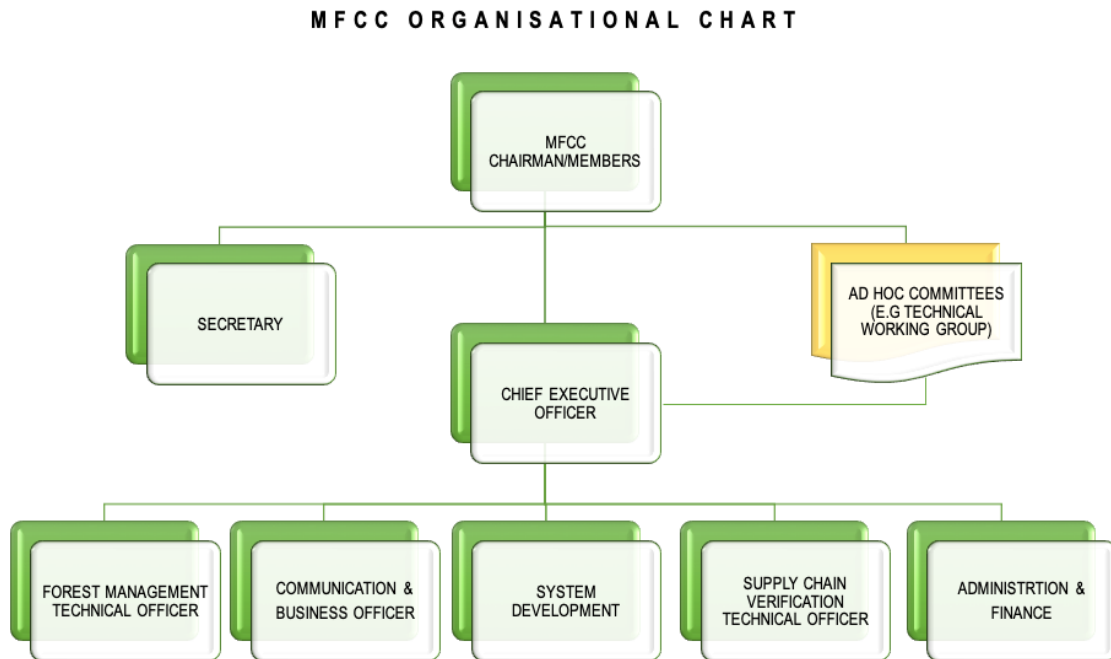 MFCC ORGANISATIONAL CHART
MFCC
CHAIRMAN/MEMBERS
SECRETARY
AD HOC COMMITTEES
(E.G TECHNICAL
WORKING GROUP)
CHIEF EXECUTIVE
OFFICER
FOREST MANAGEMENT
TECHNICAL OFFICER
COMMUNICATION &
BUSINESS OFFICER
SYSTEM
DEVELOPMENT
SUPPLY CHAIN
VERIFICATION
TECHNICAL OFFICER
ADMINISTRTION &
FINANCE